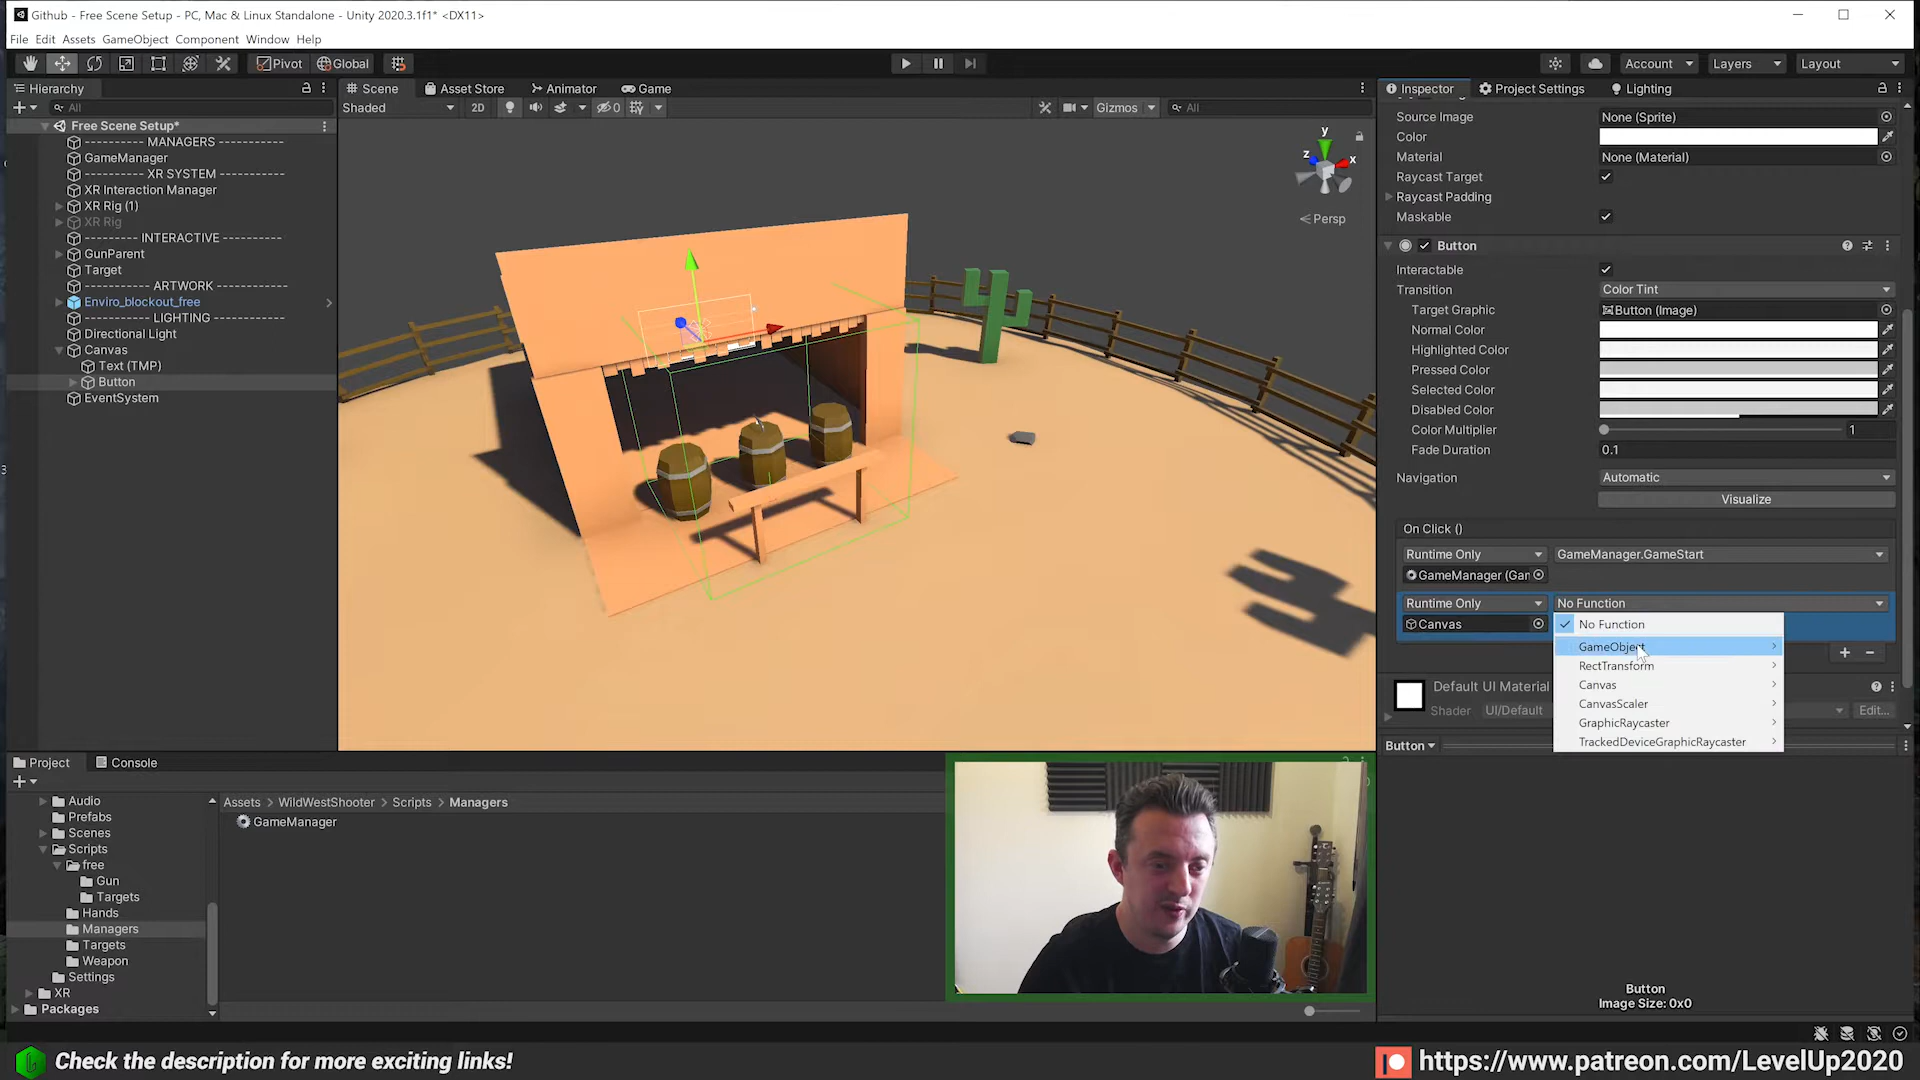 Github - Free Scene Setup - PC, Mac & Linux Standalone - Unity 2020.3.1f1* <DX11>
File Edit Assets GameObject Component Window Help
Pivot Global
Account Layers Layout
Hierarchy
Scene Asset Store Animator Game
Inspector Project Settings Lighting
All
Shaded 2D 0 Gizmos All
Free Scene Setup*
---------- MANAGERS -----------
GameManager
---------- XR SYSTEM -----------
XR Interaction Manager
XR Rig (1)
XR Rig
--------- INTERACTIVE ----------
GunParent
Target
---------- ARTWORK -----------
Enviro_blockout_free
---------- LIGHTING -----------
Directional Light
Canvas
Text (TMP)
Button
EventSystem
y
z
x
Persp
Source Image None (Sprite)
Color
Material None (Material)
Raycast Target
Raycast Padding
Maskable
Button
Interactable
Transition Color Tint
Target Graphic Button (Image)
Normal Color
Highlighted Color
Pressed Color
Selected Color
Disabled Color
Color Multiplier 1
Fade Duration 0.1
Navigation Automatic
Visualize
On Click ()
Runtime Only GameManager.GameStart
GameManager (Gar
Runtime Only No Function
Canvas
No Function
GameObject
RectTransform
Canvas
CanvasScaler
GraphicRaycaster
TrackedDeviceGraphicRaycaster
Default UI Material
Shader UI/Default Edit...
Button
Project Console
Audio
Prefabs
Scenes
Scripts
free
Gun
Targets
Hands
Managers
Targets
Weapon
Settings
XR
Packages
Assets > WildWestShooter > Scripts > Managers
GameManager
Button
Image Size: 0x0
Check the description for more exciting links!
https://www.patreon.com/LevelUp2020